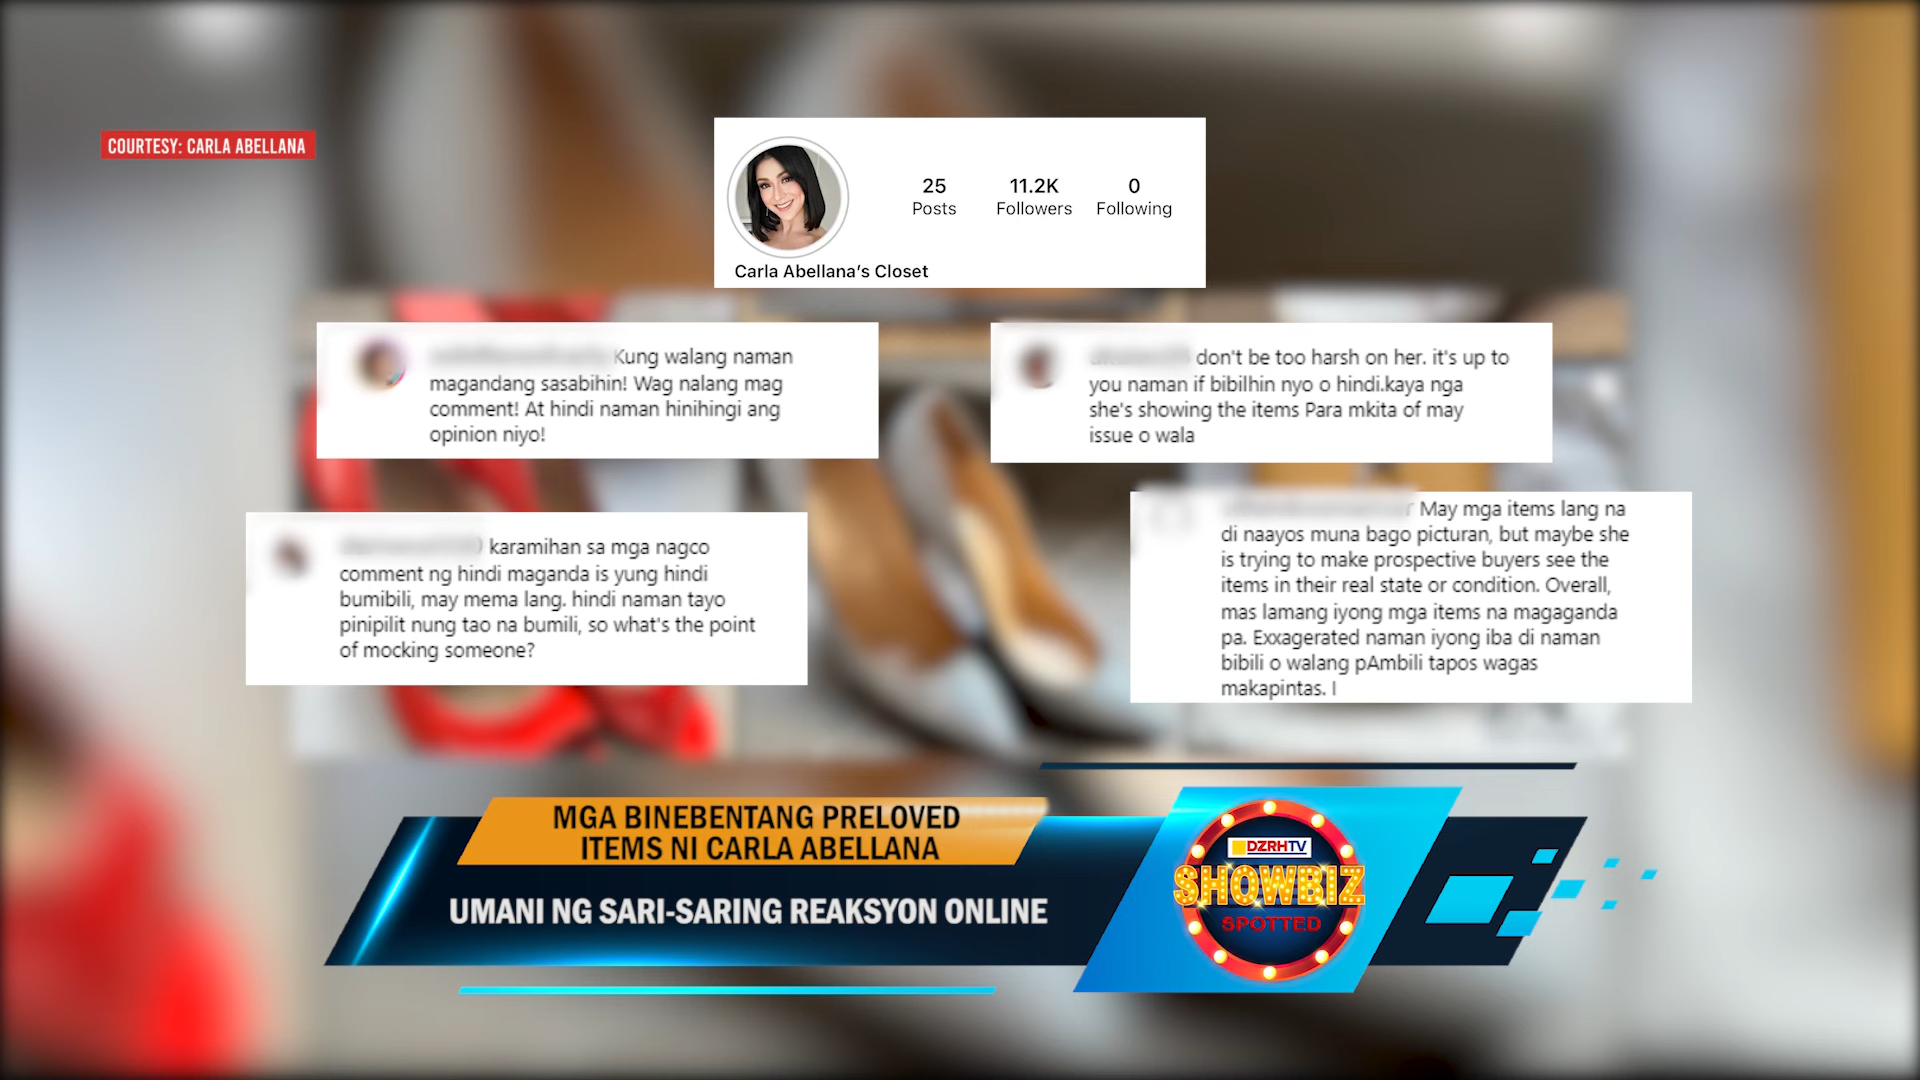 COURTESY: CARLA ABELLANA
25
Posts
11.2K
Followers
0
Following
Carla Abellana's Closet
Kung walang naman
magandang sasabihin! Wag nalang mag
comment! At hindi naman hinihingi ang
opinion niyo!
don't be too harsh on her. it's up to
you naman if bibilhin nyo o hindi.kaya nga
she's showing the items Para mkita of may
issue o wala
karamihan sa mga nagco
comment ng hindi maganda is yung hindi
bumibili, may mema lang. hindi naman tayo
pinipilit nung tao na bumili, so what's the point
of mocking someone?
May mga items lang na
di naayos muna bago picturan, but maybe she
is trying to make prospective buyers see the
items in their real state or condition. Overall,
mas lamang iyong mga items na magaganda
pa. Exxagerated naman iyong iba di naman
bibili o walang pAmbili tapos wagas
makapintas. I
MGA BINEBENTANG PRELOVED
ITEMS NI CARLA ABELLANA
UMANI NG SARI-SARING REAKSYON ONLINE
DZRHTV
SHOWBIZ
SPOTTED